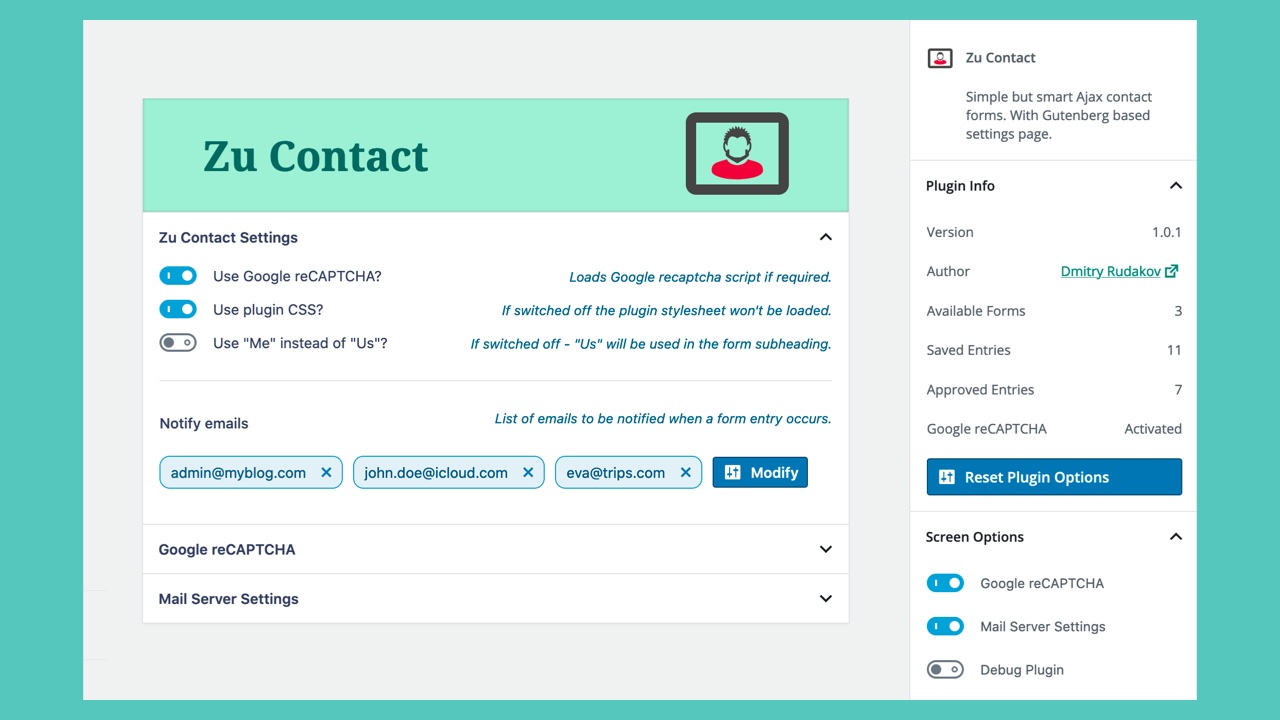 Zu Contact
Zu Contact Settings
Use Google reCAPTCHA?
Loads Google recaptcha script if required.
Use plugin CSS?
If switched off the plugin stylesheet won't be loaded.
Use "Me" instead of "Us"?
If switched off - "Us" will be used in the form subheading.
Notify emails
List of emails to be notified when a form entry occurs.
admin@myblog.com
john.doe@icloud.com
eva@trips.com
Modify
Google reCAPTCHA
Mail Server Settings
Zu Contact
Simple but smart Ajax contact
forms. With Gutenberg based
settings page.
Plugin Info
Version 1.0.1
Author Dmitry Rudakov
Available Forms 3
Saved Entries 11
Approved Entries 7
Google reCAPTCHA Activated
Reset Plugin Options
Screen Options
Google reCAPTCHA
Mail Server Settings
Debug Plugin